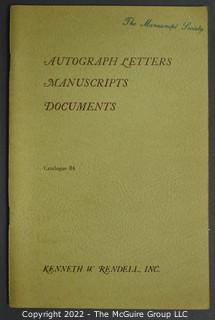 The Manuscript Society
AUTOGRAPH LETTERS
MANUSCRIPTS
DOCUMENTS
Catalogue 84
KENNETH W. RENDELL, INC.
Copyright ©2022 - The McGuire Group LLC